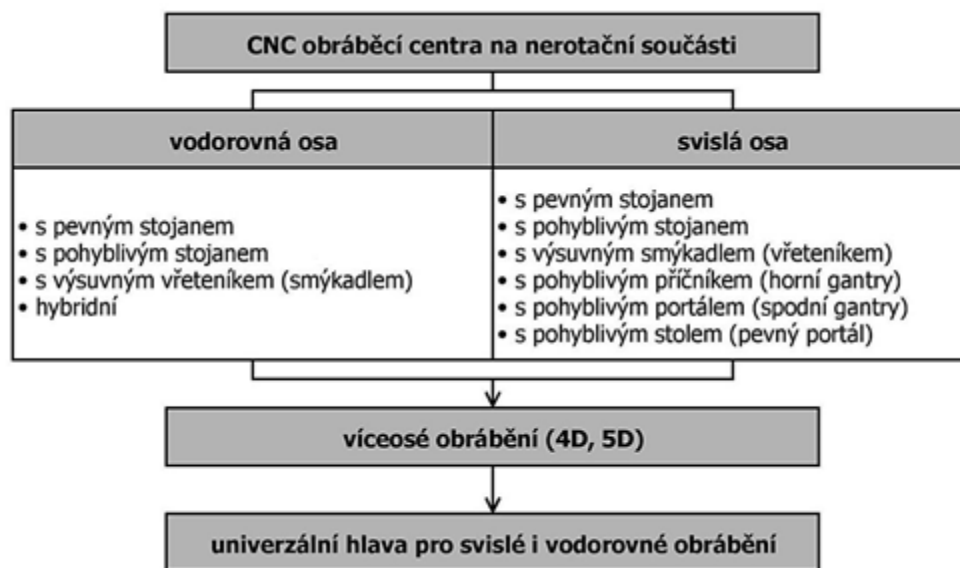 CNC obráběcí centra na nerotační součásti
vodorovná osa
svislá osa
• s pevným stojanem
• s pohyblivým stojanem
• s výsuvným vřeteníkem (smýkadlem)
• hybridní
• s pevným stojanem
• s pohyblivým stojanem
• s výsuvným smýkadlem (vřeteníkem)
• s pohyblivým příčníkem (horní gantry)
• s pohyblivým portálem (spodní gantry)
• s pohyblivým stolem (pevný portál)
víceosé obrábění (4D, 5D)
univerzální hlava pro svislé i vodorovné obrábění